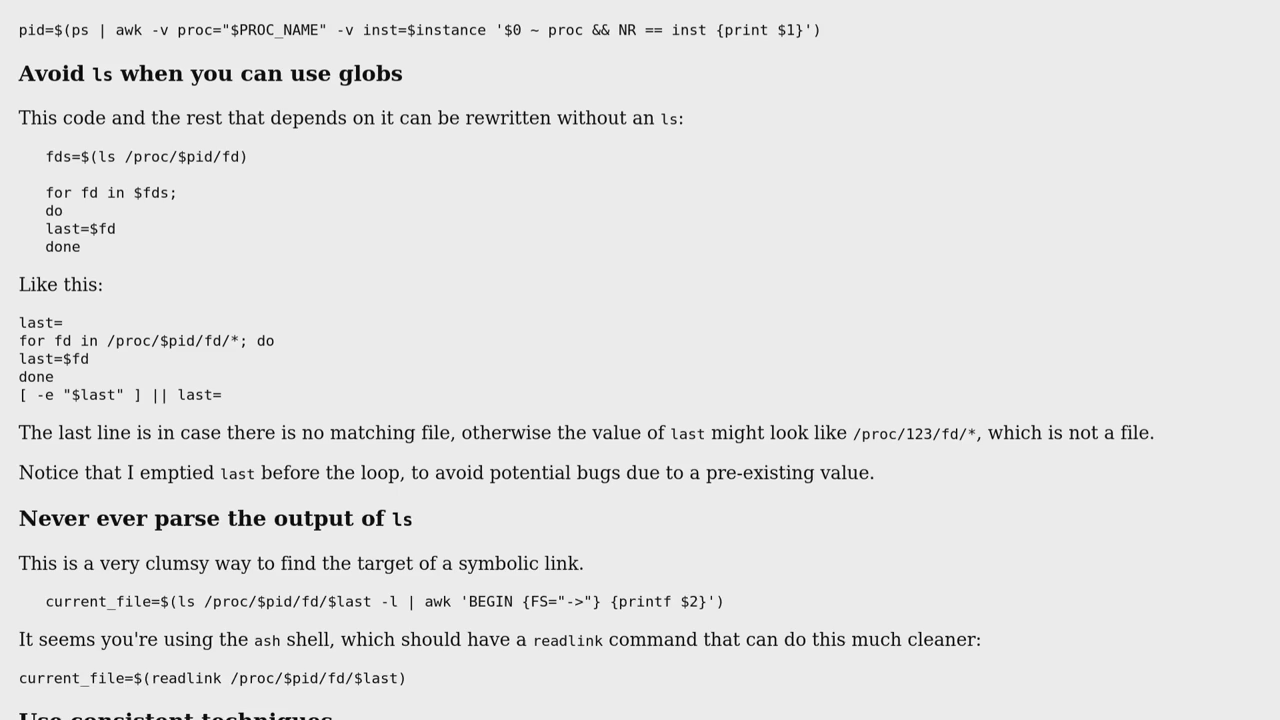 pid=$(ps | awk -v proc="$PROC_NAME" -v inst=$instance '$0 ~ proc && NR == inst {print $1}')
Avoid ls when you can use globs
This code and the rest that depends on it can be rewritten without an ls:
fds=$(ls /proc/$pid/fd)
for fd in $fds;
do
last=$fd
done
Like this:
last=
for fd in /proc/$pid/fd/*; do
last=$fd
done
[ -e "$last" ] || last=
The last line is in case there is no matching file, otherwise the value of last might look like /proc/123/fd/*, which is not a file.
Notice that I emptied last before the loop, to avoid potential bugs due to a pre-existing value.
Never ever parse the output of ls
This is a very clumsy way to find the target of a symbolic link.
current_file=$(ls /proc/$pid/fd/$last -l | awk 'BEGIN {FS="->"} {printf $2}')
It seems you're using the ash shell, which should have a readlink command that can do this much cleaner:
current_file=$(readlink /proc/$pid/fd/$last)
Use consistent techniques